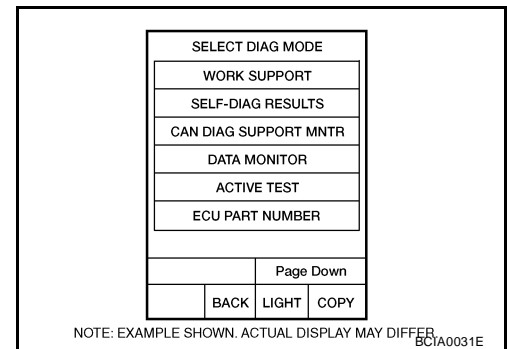 SELECT DIAG MODE
WORK SUPPORT
SELF-DIAG RESULTS
CAN DIAG SUPPORT MNTR
DATA MONITOR
ACTIVE TEST
ECU PART NUMBER
Page Down
BACK LIGHT COPY
NOTE: EXAMPLE SHOWN. ACTUAL DISPLAY MAY DIFFER
BCIA0031E